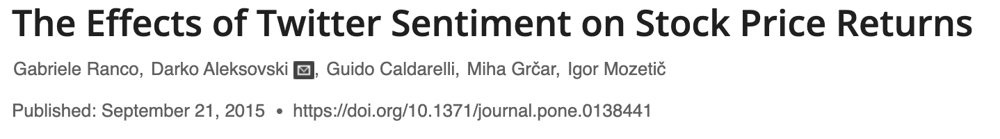 The Effects of Twitter Sentiment on Stock Price Returns
Gabriele Ranco, Darko Aleksovski, Guido Caldarelli, Miha Grčar, Igor Mozetič
Published: September 21, 2015 • https://doi.org/10.1371/journal.pone.0138441